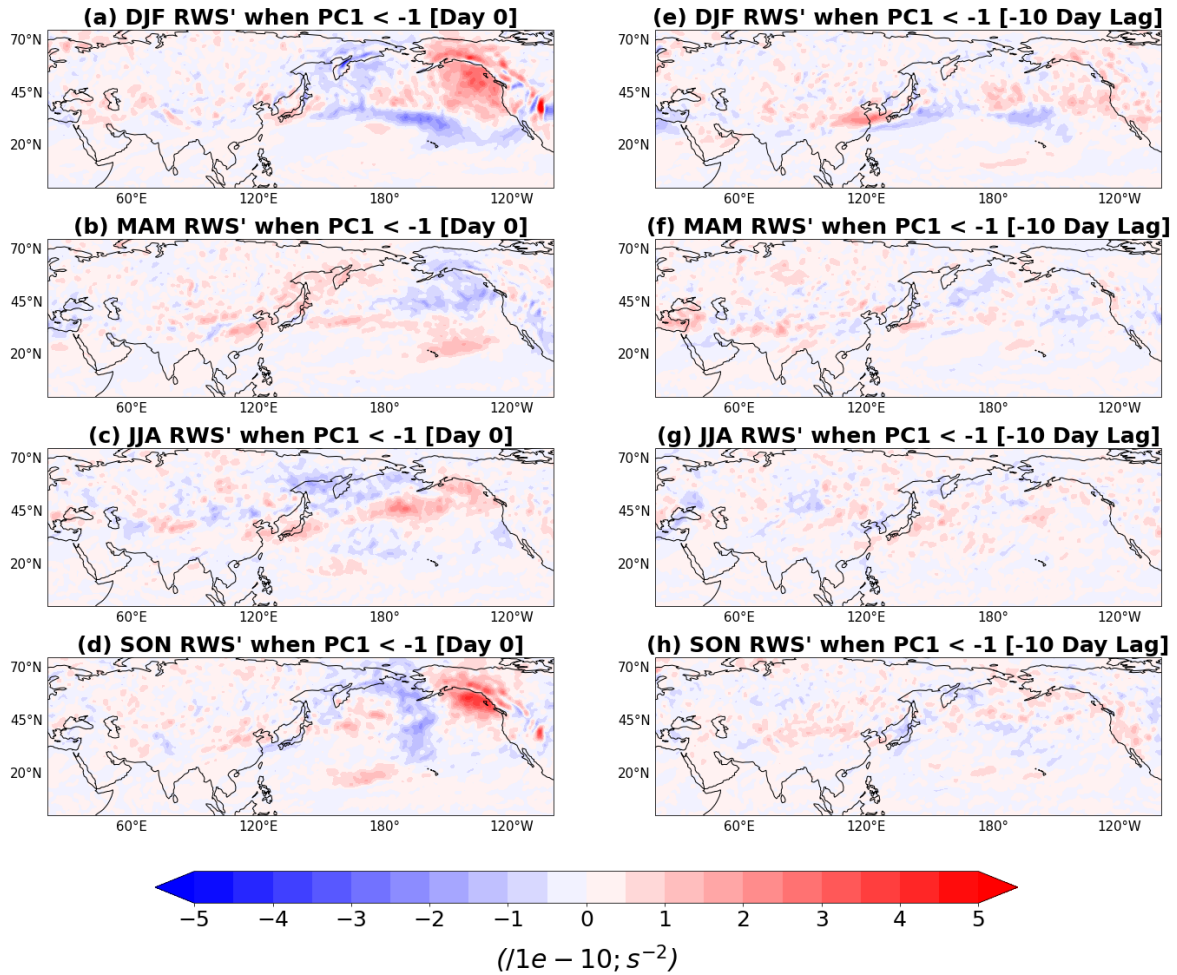 (a) DJF RWS' when PC1 < -1 [Day 0]
(e) DJF RWS' when PC1 < -1 [-10 Day Lag]
70°N
45°N
20°N
60°E 120°E 180° 120°W
70°N
45°N
20°N
60°E 120°E 180° 120°W
(b) MAM RWS' when PC1 < -1 [Day 0]
(f) MAM RWS' when PC1 < -1 [-10 Day Lag]
70°N
45°N
20°N
60°E 120°E 180° 120°W
70°N
45°N
20°N
60°E 120°E 180° 120°W
(c) JJA RWS' when PC1 < -1 [Day 0]
(g) JJA RWS' when PC1 < -1 [-10 Day Lag]
70°N
45°N
20°N
60°E 120°E 180° 120°W
70°N
45°N
20°N
60°E 120°E 180° 120°W
(d) SON RWS' when PC1 < -1 [Day 0]
(h) SON RWS' when PC1 < -1 [-10 Day Lag]
70°N
45°N
20°N
60°E 120°E 180° 120°W
70°N
45°N
20°N
60°E 120°E 180° 120°W
−5 −4 −3 −2 −1 0 1 2 3 4 5
(/1e − 10; s⁻²)